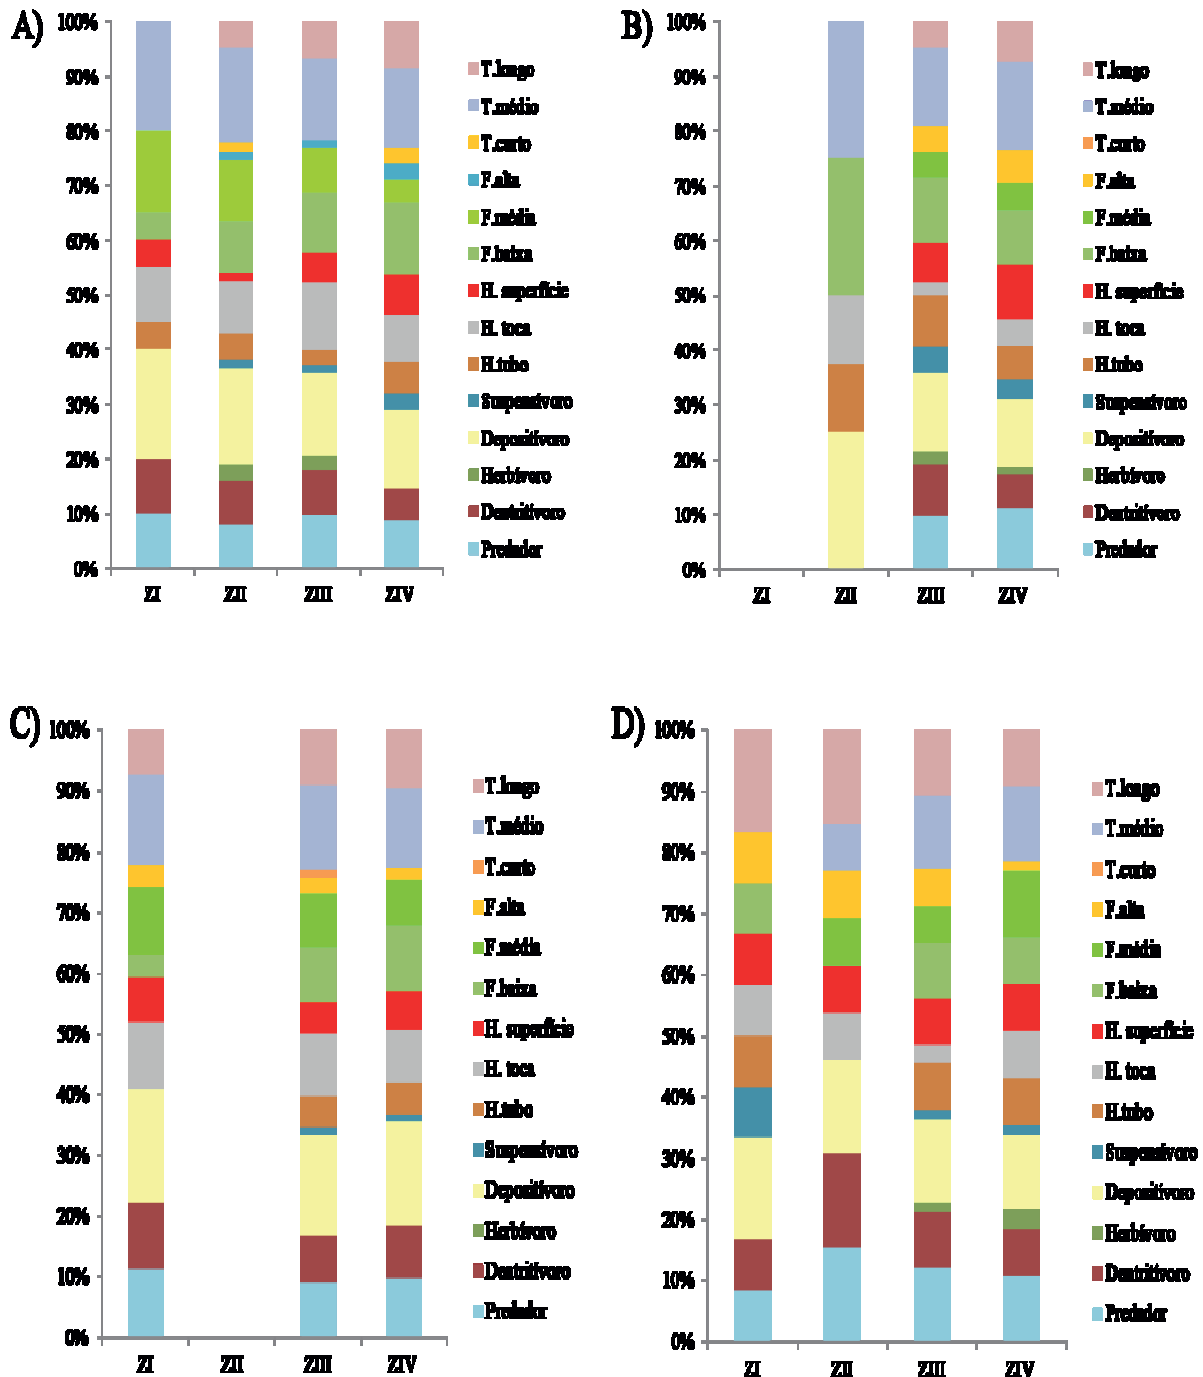 A)
100%
90%
80%
70%
60%
50%
40%
30%
20%
10%
0%
ZI ZII ZIII ZIV
T.longo
T.médio
T.curto
F.alta
F.média
F.baixa
H. superfície
H. toca
H.tubo
Suspensívoro
Depositívoro
Herbívoro
Destritívoro
Predador
B)
100%
90%
80%
70%
60%
50%
40%
30%
20%
10%
0%
ZI ZII ZIII ZIV
T.longo
T.médio
T.curto
F.alta
F.média
F.baixa
H. superfície
H. toca
H.tubo
Suspensívoro
Depositívoro
Herbívoro
Destritívoro
Predador
C)
100%
90%
80%
70%
60%
50%
40%
30%
20%
10%
0%
ZI ZII ZIII ZIV
T.longo
T.médio
T.curto
F.alta
F.média
F.baixa
H. superfície
H. toca
H.tubo
Suspensívoro
Depositívoro
Herbívoro
Destritívoro
Predador
D)
100%
90%
80%
70%
60%
50%
40%
30%
20%
10%
0%
ZI ZII ZIII ZIV
T.longo
T.médio
T.curto
F.alta
F.média
F.baixa
H. superfície
H. toca
H.tubo
Suspensívoro
Depositívoro
Herbívoro
Destritívoro
Predador